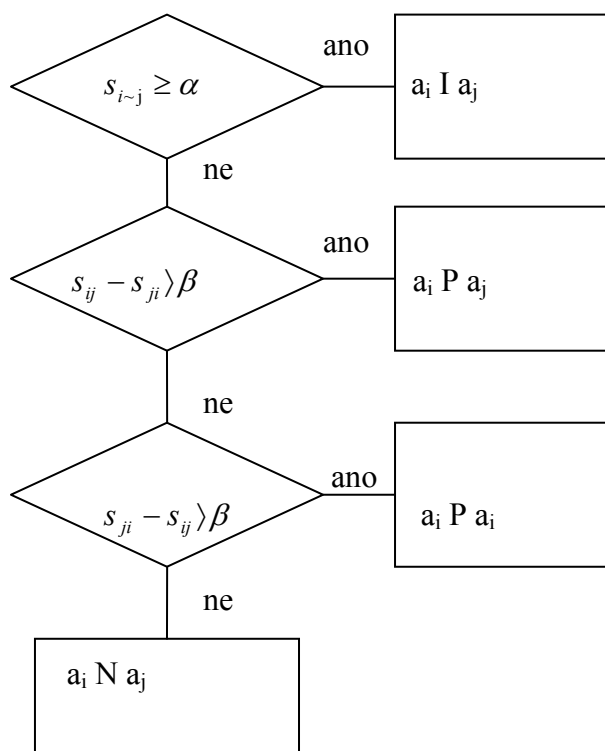 ano
s_{i~j} ≥ α
a_i I a_j
ne
ano
s_{ij} − s_{ji} ⟩ β
a_i P a_j
ne
ano
s_{ji} − s_{ij} ⟩ β
a_i P a_i
ne
a_i N a_j